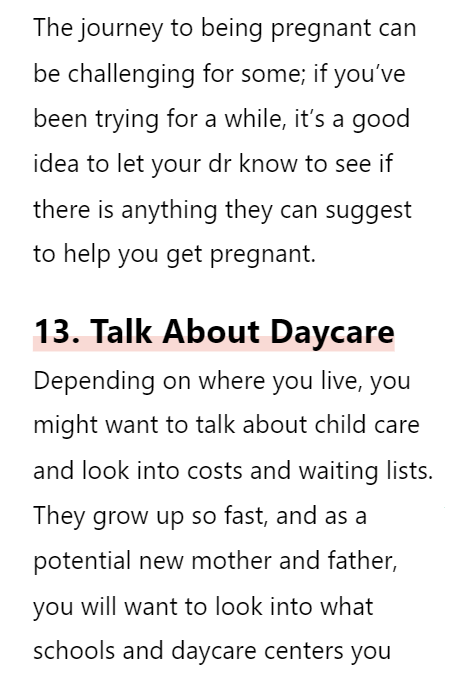 The journey to being pregnant can
be challenging for some; if you’ve
been trying for a while, it’s a good
idea to let your dr know to see if
there is anything they can suggest
to help you get pregnant.
13. Talk About Daycare
Depending on where you live, you
might want to talk about child care
and look into costs and waiting lists.
They grow up so fast, and as a
potential new mother and father,
you will want to look into what
schools and daycare centers you